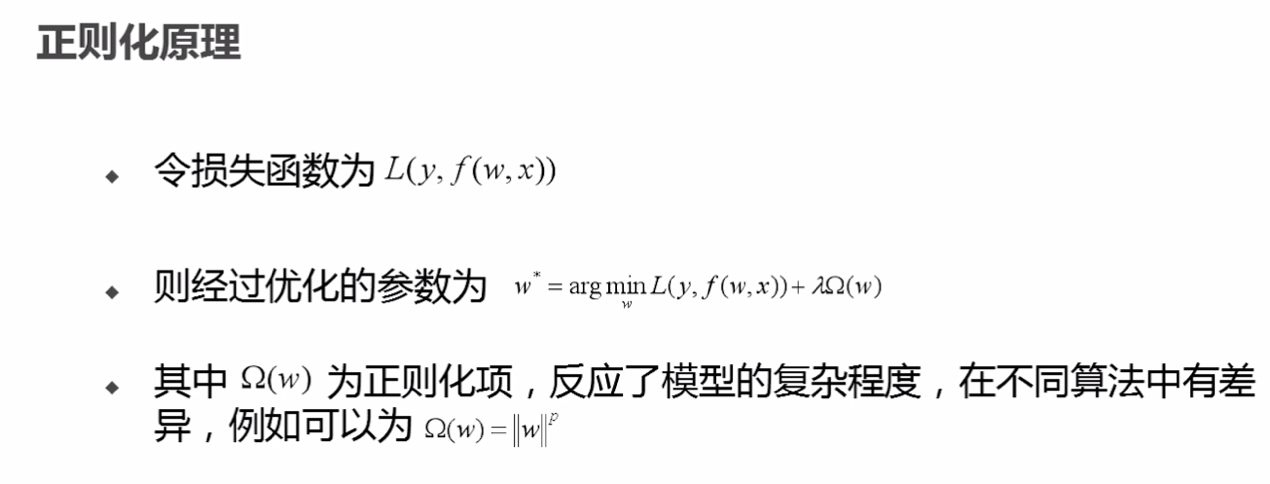 正则化原理
令损失函数为 L(y, f(w, x))
则经过优化的参数为 w* = arg min L(y, f(w, x)) + λΩ(w)
w
其中 Ω(w) 为正则化项，反应了模型的复杂程度，在不同算法中有差
异，例如可以为 Ω(w) = ‖w‖^p